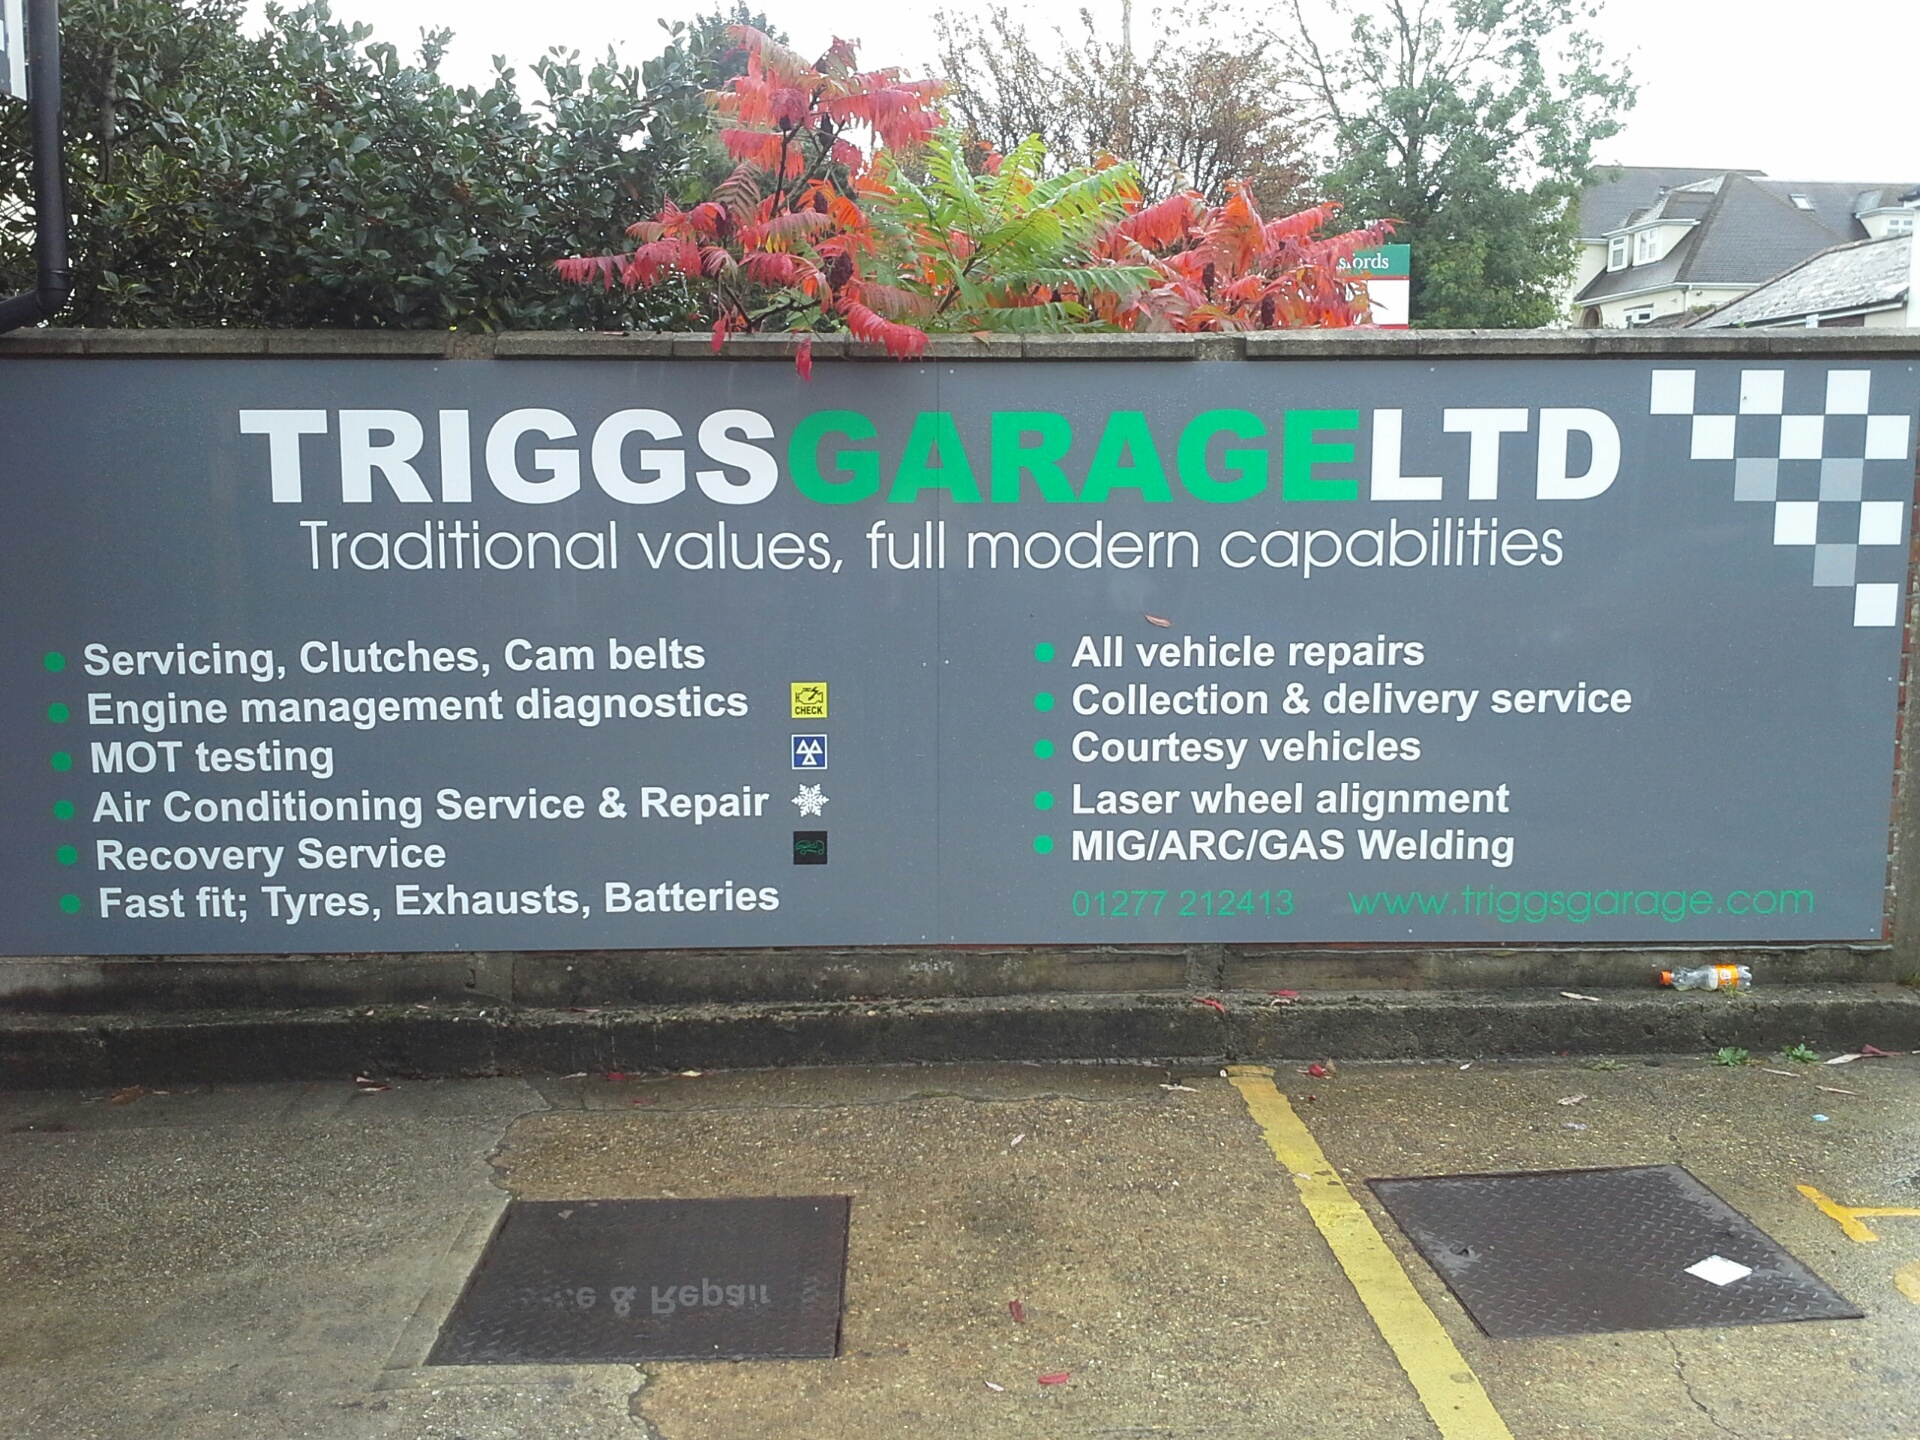 sfords
TRIGGSGARAGELTD
Traditional values, full modern capabilities
Servicing, Clutches, Cam belts
Engine management diagnostics
CHECK
MOT testing
Air Conditioning Service & Repair
Recovery Service
Fast fit; Tyres, Exhausts, Batteries
All vehicle repairs
Collection & delivery service
Courtesy vehicles
Laser wheel alignment
MIG/ARC/GAS Welding
01277 212413 www.triggsgarage.com